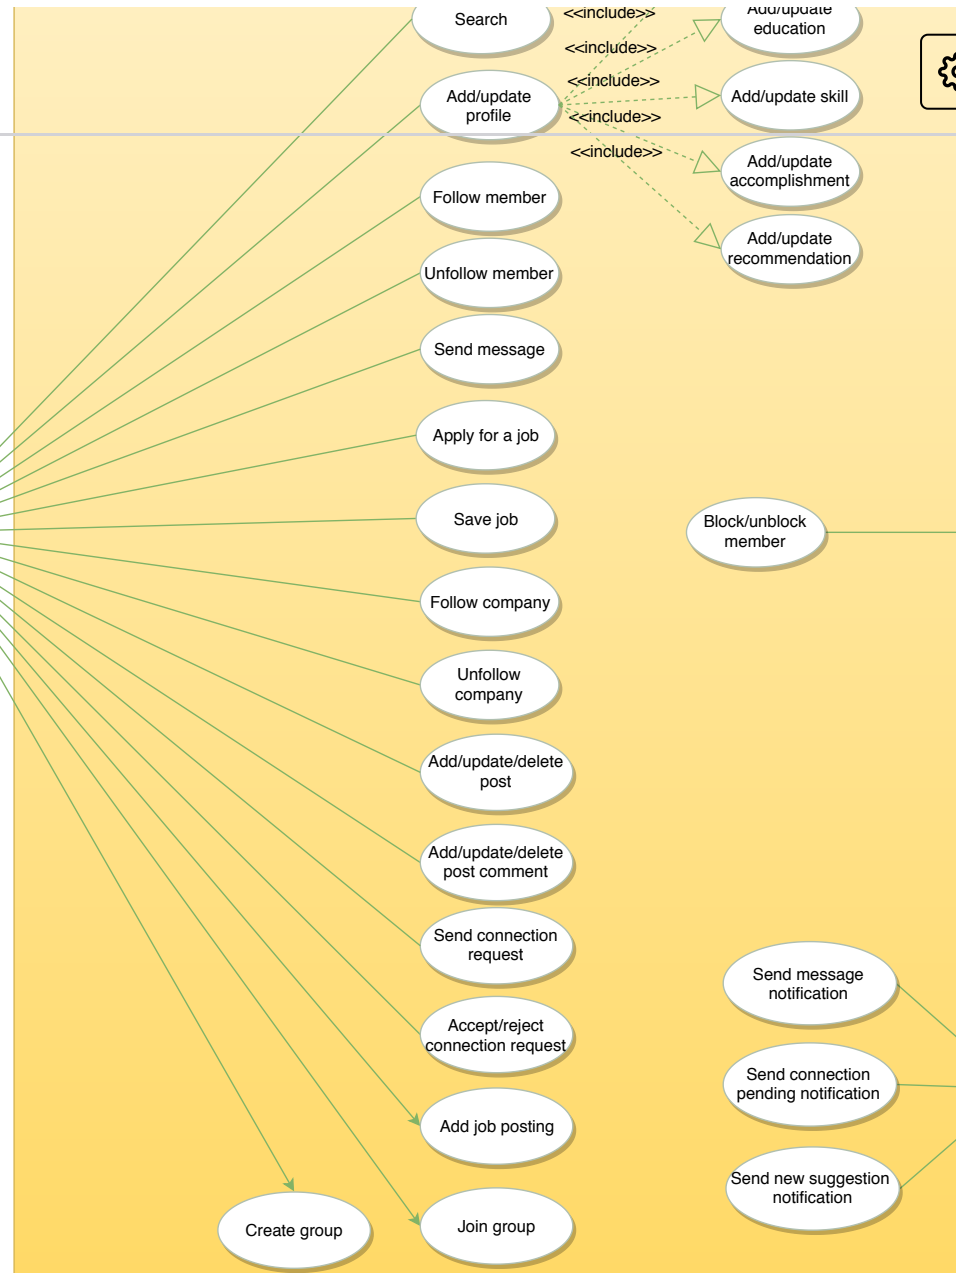 Search
<<include>>
Add/update
education
<<include>>
Add/update
profile
<<include>>
Add/update skill
<<include>>
<<include>>
Add/update
accomplishment
Follow member
Add/update
recommendation
Unfollow member
Send message
Apply for a job
Save job
Block/unblock
member
Follow company
Unfollow
company
Add/update/delete
post
Add/update/delete
post comment
Send connection
request
Send message
notification
Accept/reject
connection request
Send connection
pending notification
Add job posting
Send new suggestion
notification
Create group
Join group